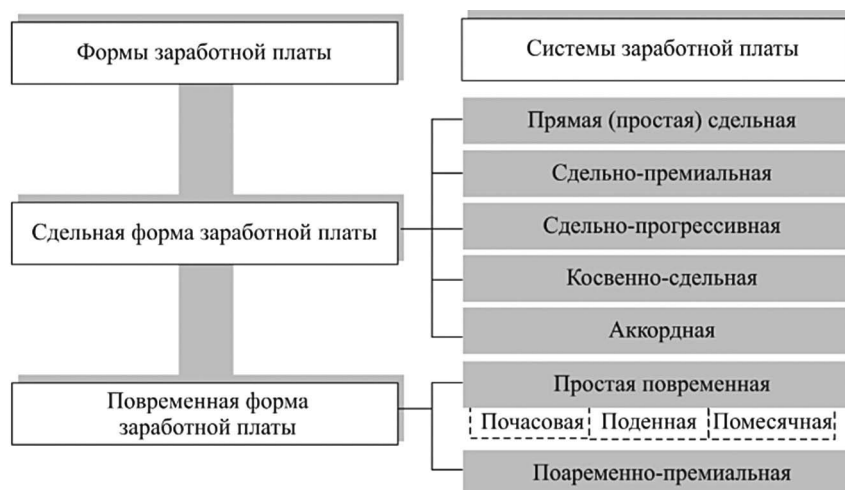 Формы заработной платы
Системы заработной платы
Прямая (простая) сдельная
Сдельно-премиальная
Сдельная форма заработной платы
Сдельно-прогрессивная
Косвенно-сдельная
Аккордная
Повременная форма
заработной платы
Простая повременная
Почасовая Поденная Помесячная
Поаременно-премиальная